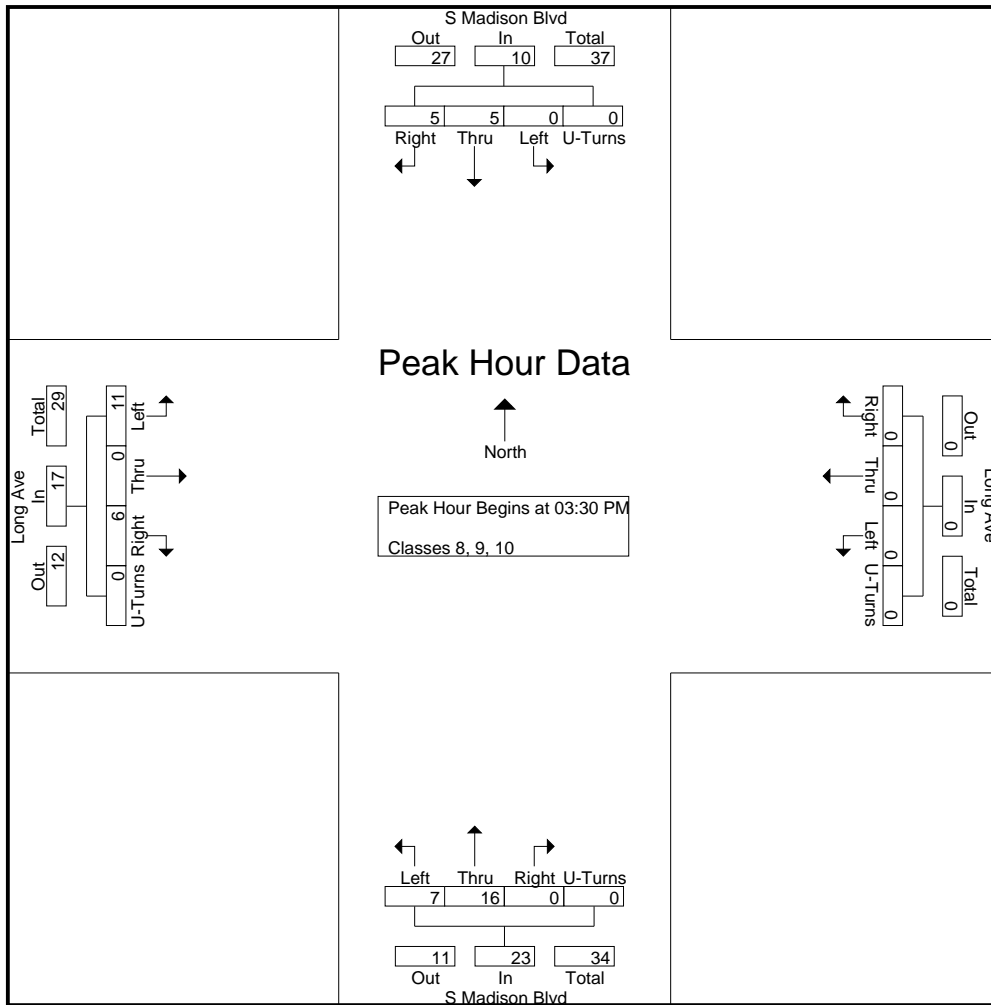 S Madison Blvd
Out In Total
27 10 37
5 5 0 0
Right Thru Left U-Turns
Peak Hour Data
North
Peak Hour Begins at 03:30 PM
Classes 8, 9, 10
Long Ave
Total In Out
29 17 12
11 0 6 0
Left Thru Right U-Turns
Right Thru Left U-Turns
0 0 0 0
Out In Total
0 0 0
Long Ave
Left Thru Right U-Turns
7 16 0 0
11 23 34
Out In Total
S Madison Blvd